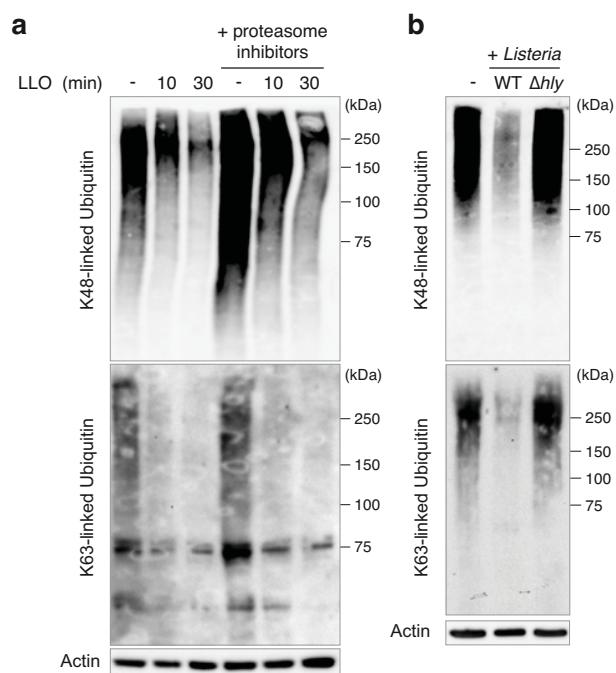 a
+ proteasome
inhibitors
LLO (min) - 10 30 - 10 30
(kDa)
250
150
100
75
K48-linked Ubiquitin
(kDa)
250
150
100
75
K63-linked Ubiquitin
Actin
b
+ Listeria
- WT Δhly
(kDa)
250
150
100
75
K48-linked Ubiquitin
(kDa)
250
150
100
75
K63-linked Ubiquitin
Actin